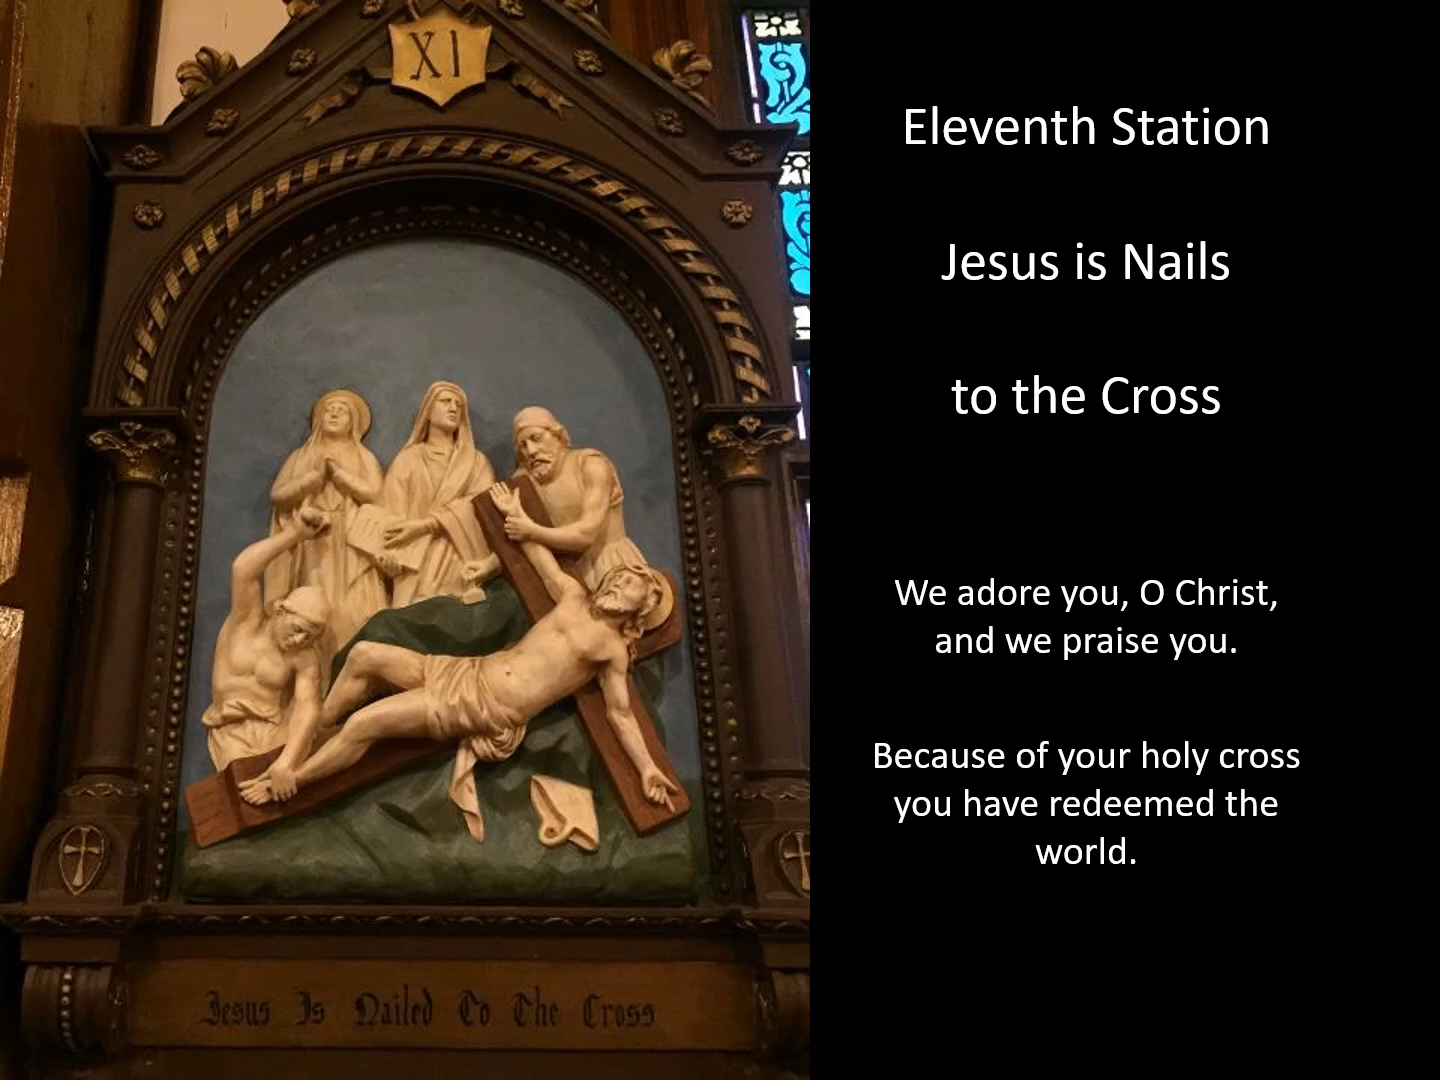 XI
Jesus Is Nailed To The Cross
Eleventh Station
Jesus is Nails
to the Cross
We adore you, O Christ,
and we praise you.
Because of your holy cross
you have redeemed the
world.